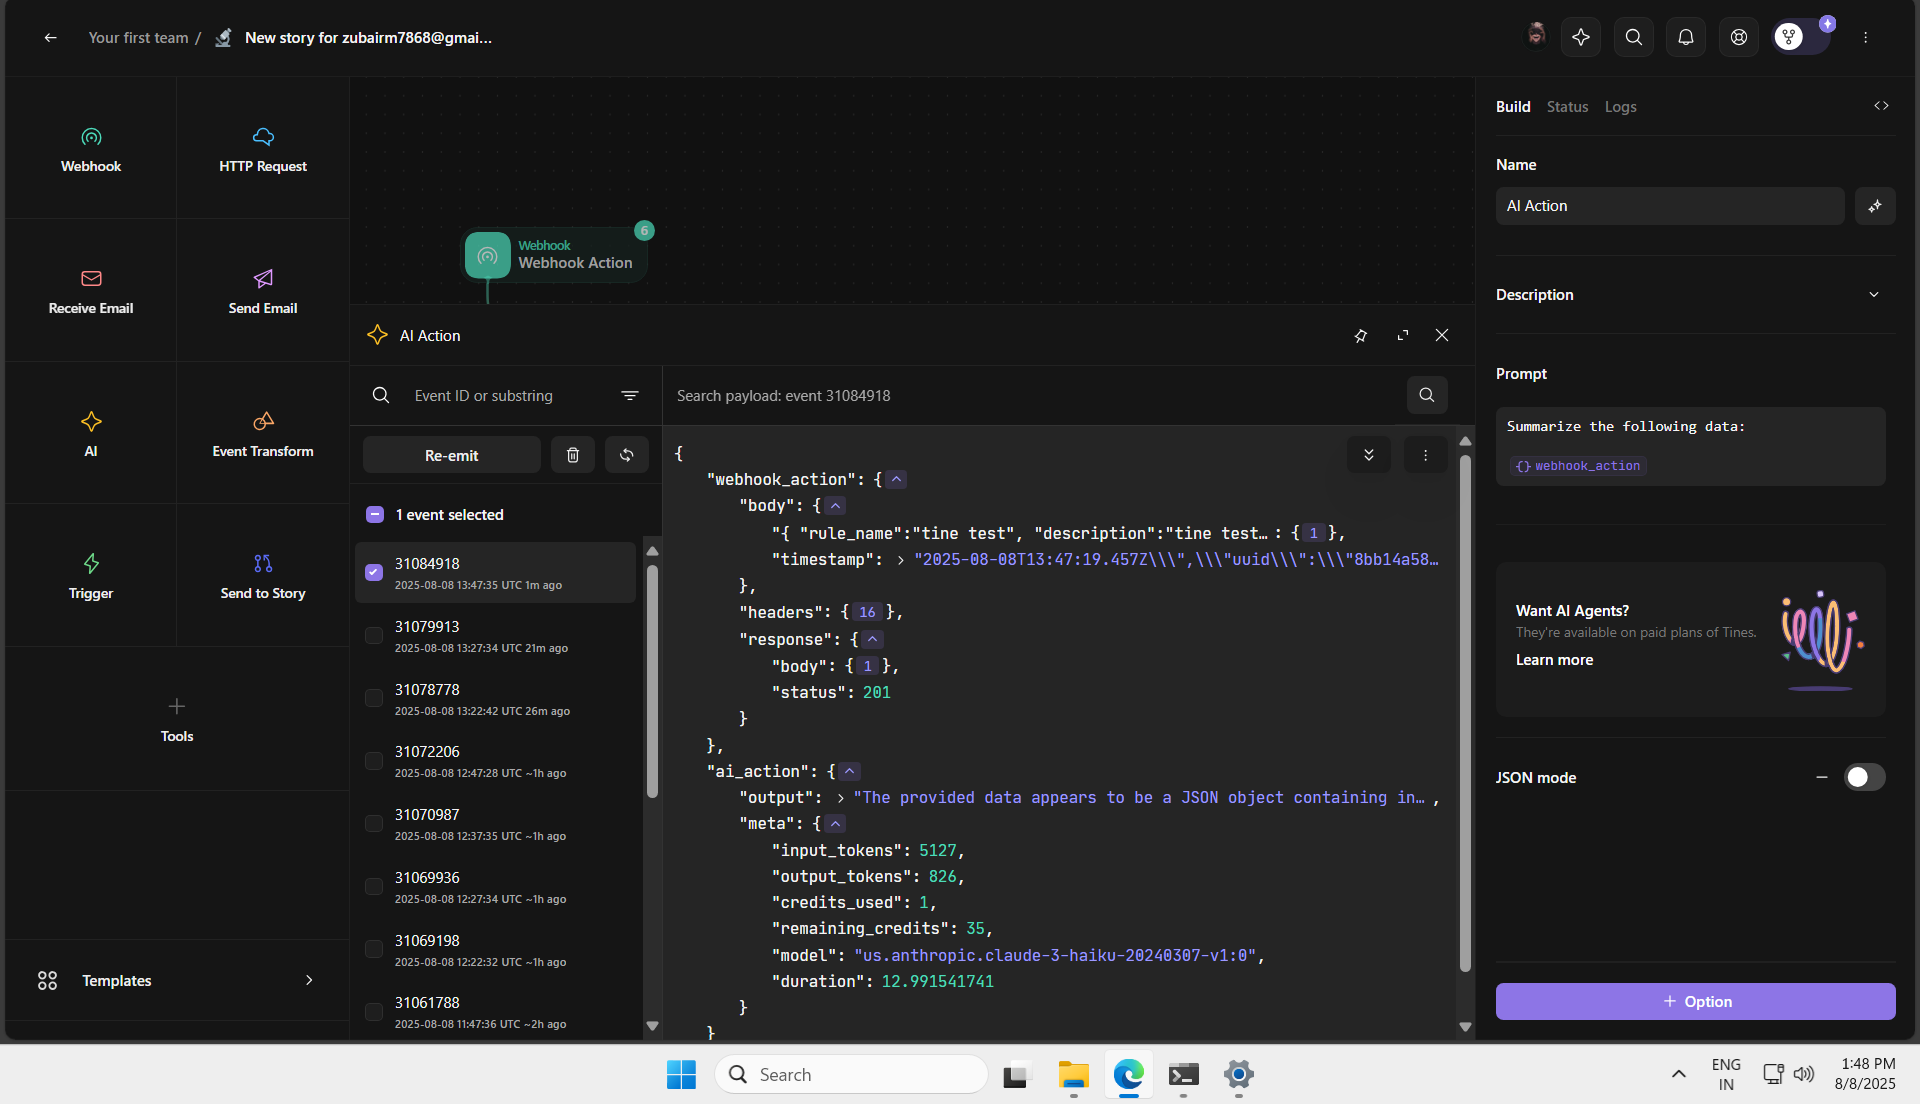 Your first team /
New story for zubairm7868@gmai...
Webhook
HTTP Request
Receive Email
Send Email
AI
Event Transform
Trigger
Send to Story
Tools
Templates
6
Webhook
Webhook Action
AI Action
Event ID or substring
Search payload: event 31084918
Re-emit
1 event selected
31084918
2025-08-08 13:47:35 UTC 1m ago
31079913
2025-08-08 13:27:34 UTC 21m ago
31078778
2025-08-08 13:22:42 UTC 26m ago
31072206
2025-08-08 12:47:28 UTC ~1h ago
31070987
2025-08-08 12:37:35 UTC ~1h ago
31069936
2025-08-08 12:27:34 UTC ~1h ago
31069198
2025-08-08 12:22:32 UTC ~1h ago
31061788
2025-08-08 11:47:36 UTC ~2h ago
{
"webhook_action": {
"body": {
"{ "rule_name":"tine test", "description":"tine test… : { 1 },
"timestamp": "2025-08-08T13:47:19.457Z\\\",\\\"uuid\\\":\\\"8bb14a58…
},
"headers": { 16 },
"response": {
"body": { 1 },
"status": 201
}
},
"ai_action": {
"output": "The provided data appears to be a JSON object containing in… ,
"meta": {
"input_tokens": 5127,
"output_tokens": 826,
"credits_used": 1,
"remaining_credits": 35,
"model": "us.anthropic.claude-3-haiku-20240307-v1:0",
"duration": 12.991541741
}
}
Build Status Logs
Name
AI Action
Description
Prompt
Summarize the following data:
{} webhook_action
Want AI Agents?
They're available on paid plans of Tines.
Learn more
JSON mode
+ Option
Search
ENG
IN
1:48 PM
8/8/2025